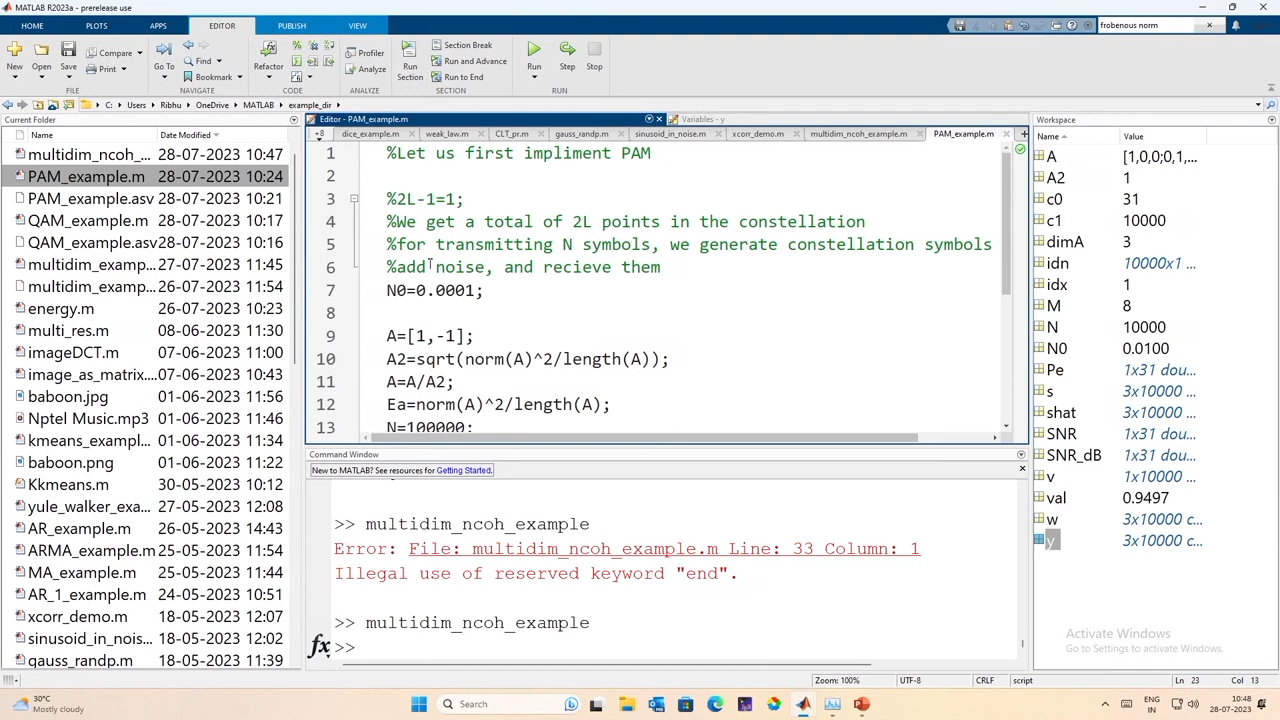 MATLAB R2023a - prerelease use
HOME PLOTS APPS EDITOR PUBLISH VIEW
frobenous norm
New Open Save Compare Print Go To Find Bookmark Refactor Profiler Analyze Run Section Section Break Run and Advance Run to End Run Step Stop
FILE NAVIGATE CODE ANALYZE SECTION RUN
C: Users Ribhu OneDrive MATLAB example_dir
Current Folder
Name Date Modified
multidim_ncoh_... 28-07-2023 10:47
PAM_example.m 28-07-2023 10:24
PAM_example.asv 28-07-2023 10:21
QAM_example.m 28-07-2023 10:17
QAM_example.asv 28-07-2023 10:16
multidim_examp... 27-07-2023 11:45
multidim_examp... 26-07-2023 11:54
energy.m 26-07-2023 10:23
multi_res.m 08-06-2023 11:30
imageDCT.m 07-06-2023 11:00
image_as_matrix... 07-06-2023 10:43
baboon.jpg 01-06-2023 11:56
Nptel Music.mp3 01-06-2023 11:46
kmeans_exampl... 01-06-2023 11:34
baboon.png 01-06-2023 11:22
Kkmeans.m 30-05-2023 10:12
yule_walker_exa... 27-05-2023 12:08
AR_example.m 26-05-2023 14:43
ARMA_example.m 25-05-2023 11:54
MA_example.m 25-05-2023 11:54
AR_1_example.m 24-05-2023 10:51
xcorr_demo.m 18-05-2023 12:07
sinusoid_in_nois... 18-05-2023 12:02
gauss_randp.m 18-05-2023 11:39
Editor - PAM_example.m
Variables - y
dice_example.m weak_law.m CLT_pr.m gauss_randp.m sinusoid_in_noise.m xcorr_demo.m multidim_ncoh_example.m PAM_example.m
1 %Let us first impliment PAM
2
3 %2L-1=1;
4 %We get a total of 2L points in the constellation
5 %for transmitting N symbols, we generate constellation symbols
6 %add noise, and recieve them
7 N0=0.0001;
8
9 A=[1,-1];
10 A2=sqrt(norm(A)^2/length(A));
11 A=A/A2;
12 Ea=norm(A)^2/length(A);
13 N=100000;
Command Window
New to MATLAB? See resources for Getting Started.
>> multidim_ncoh_example
Error: File: multidim_ncoh_example.m Line: 33 Column: 1
Illegal use of reserved keyword "end".
>> multidim_ncoh_example
fx >>
Workspace
Name Value
A [1,0,0;0,1,...
A2 1
c0 31
c1 10000
dimA 3
idn 10000x1 ...
idx 1
M 8
N 10000
N0 0.0100
Pe 1x31 dou...
s 3x10000 ...
shat 3x10000 ...
SNR 1x31 dou...
SNR_dB 1x31 dou...
v 1x10000 ...
val 0.9497
w 3x10000 c...
y 3x10000 c...
Activate Windows
Go to Settings to activate Windows.
Zoom: 100% UTF-8 CRLF script Ln 23 Col 13
30°C
Mostly cloudy
Search
ENG
IN
10:48
28-07-2023